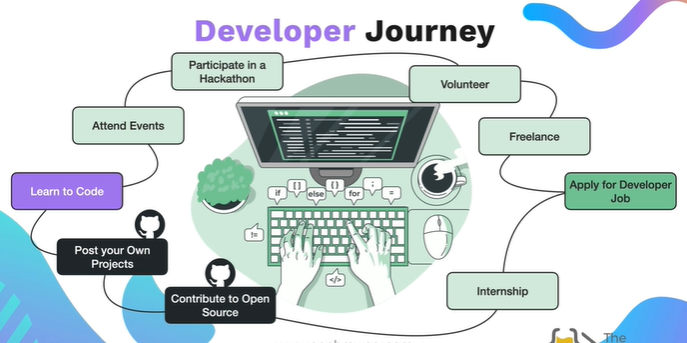 Developer Journey
Participate in a
Hackathon
Volunteer
Attend Events
Freelance
Learn to Code
Apply for Developer
Job
Post your Own
Projects
Contribute to Open
Source
Internship
if
[ ]
else
{ }
for
;
=
!=
</>
The